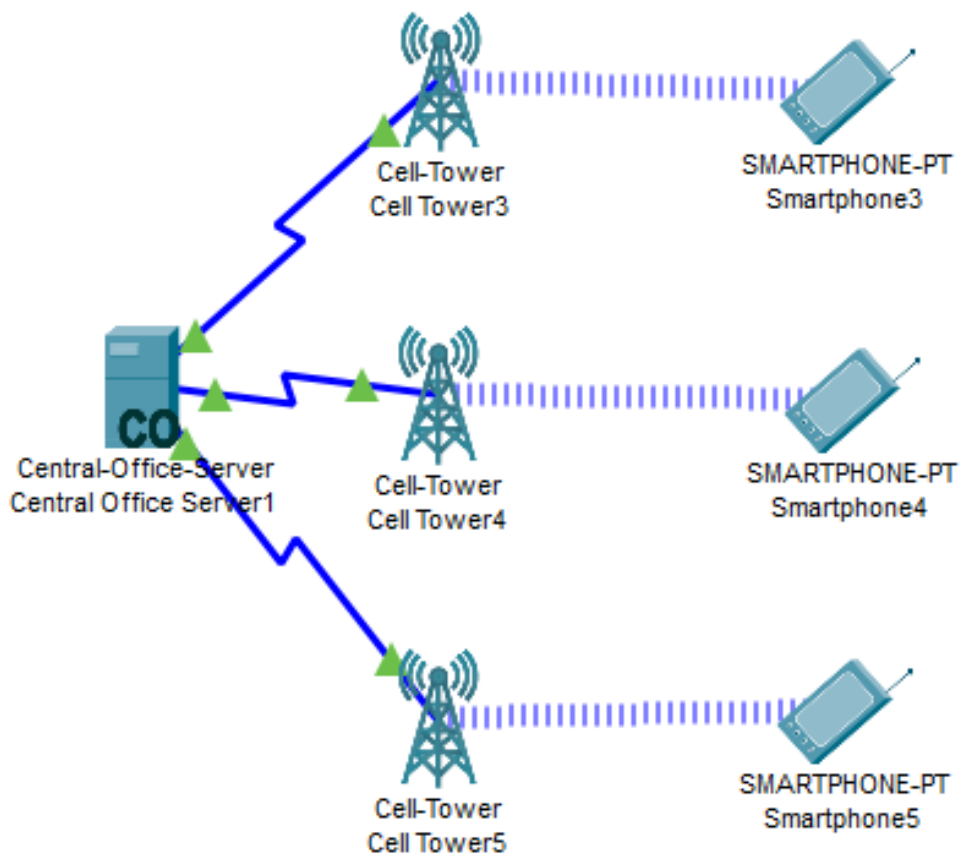 Cell-Tower
Cell Tower3
SMARTPHONE-PT
Smartphone3
CO
Central-Office-Server
Central Office Server1
Cell-Tower
Cell Tower4
SMARTPHONE-PT
Smartphone4
Cell-Tower
Cell Tower5
SMARTPHONE-PT
Smartphone5